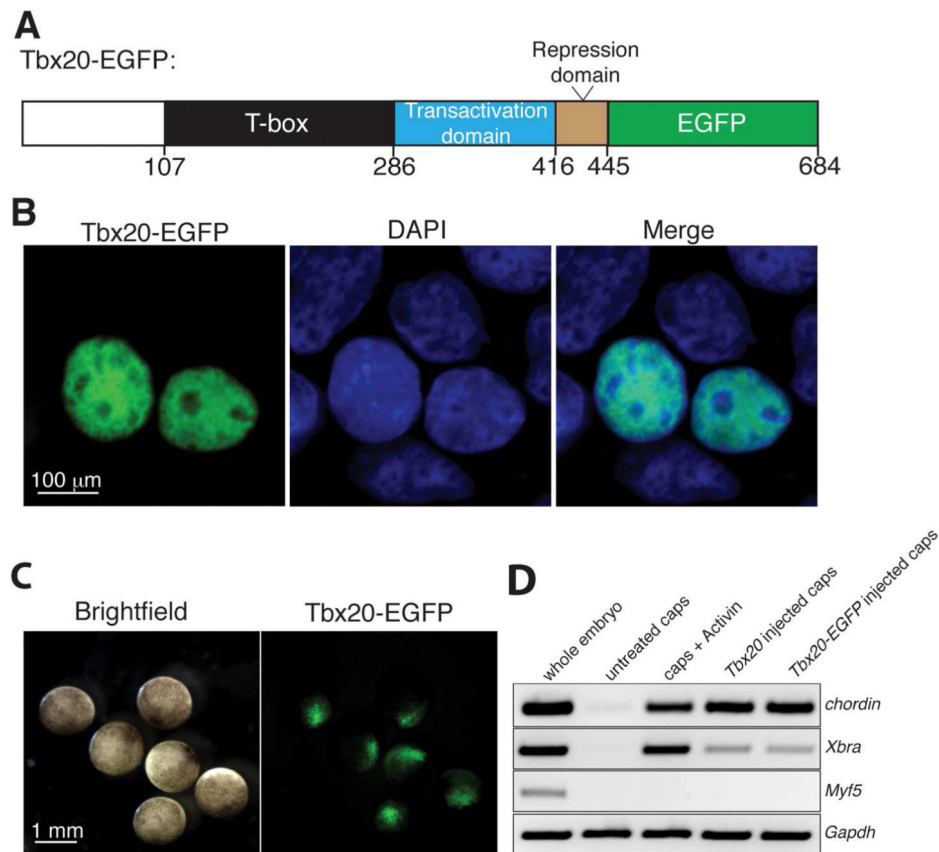 A
Tbx20-EGFP:
Repression
domain
T-box
Transactivation
domain
EGFP
107
286
416
445
684
B
Tbx20-EGFP
DAPI
Merge
100 μm
C
Brightfield
Tbx20-EGFP
1 mm
D
whole embryo
untreated caps
caps + Activin
Tbx20 injected caps
Tbx20-EGFP injected caps
chordin
Xbra
Myf5
Gapdh